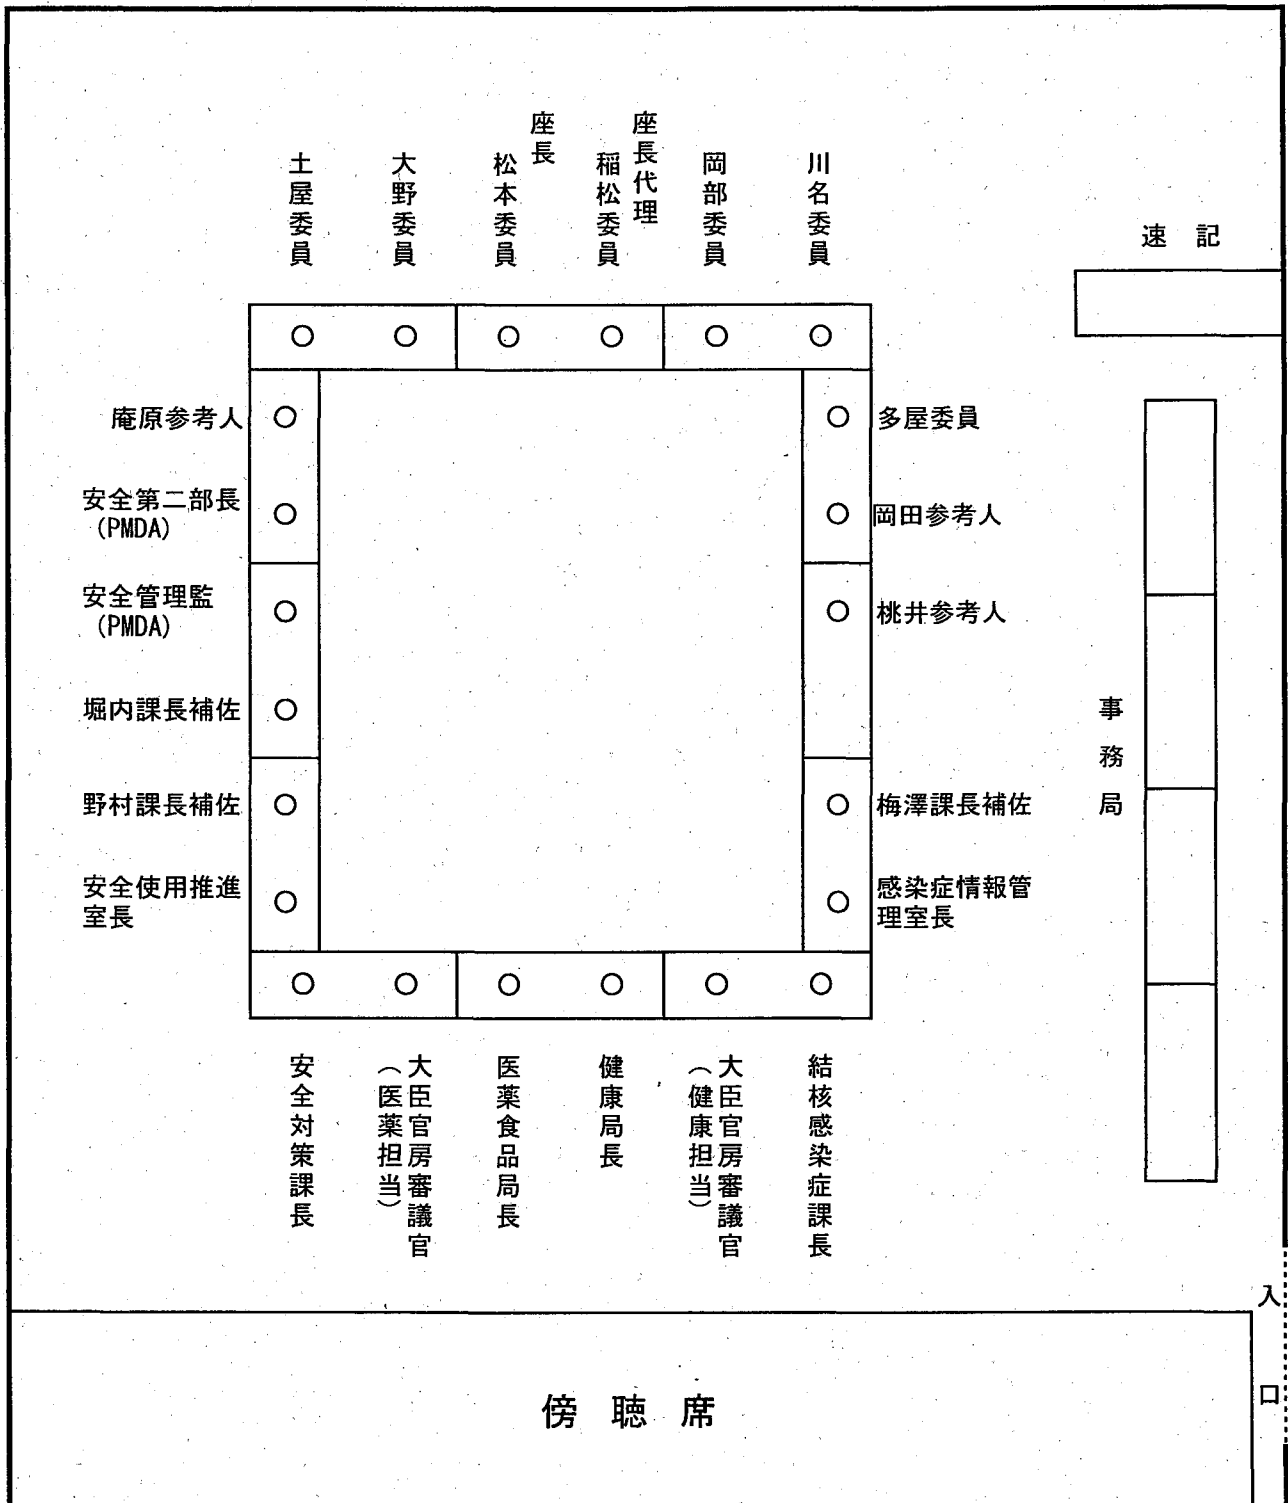 座長
座長代理
土屋委員
大野委員
松本委員
稲松委員
岡部委員
川名委員
速 記
庵原参考人
多屋委員
安全第二部長
(PMDA)
岡田参考人
安全管理監
(PMDA)
桃井参考人
堀内課長補佐
事務局
野村課長補佐
梅澤課長補佐
安全使用推進
室長
感染症情報管
理室長
安全対策課長
大臣官房審議官
(医薬担当)
医薬食品局長
健康局長
大臣官房審議官
(健康担当)
結核感染症課長
入口
傍 聴 席